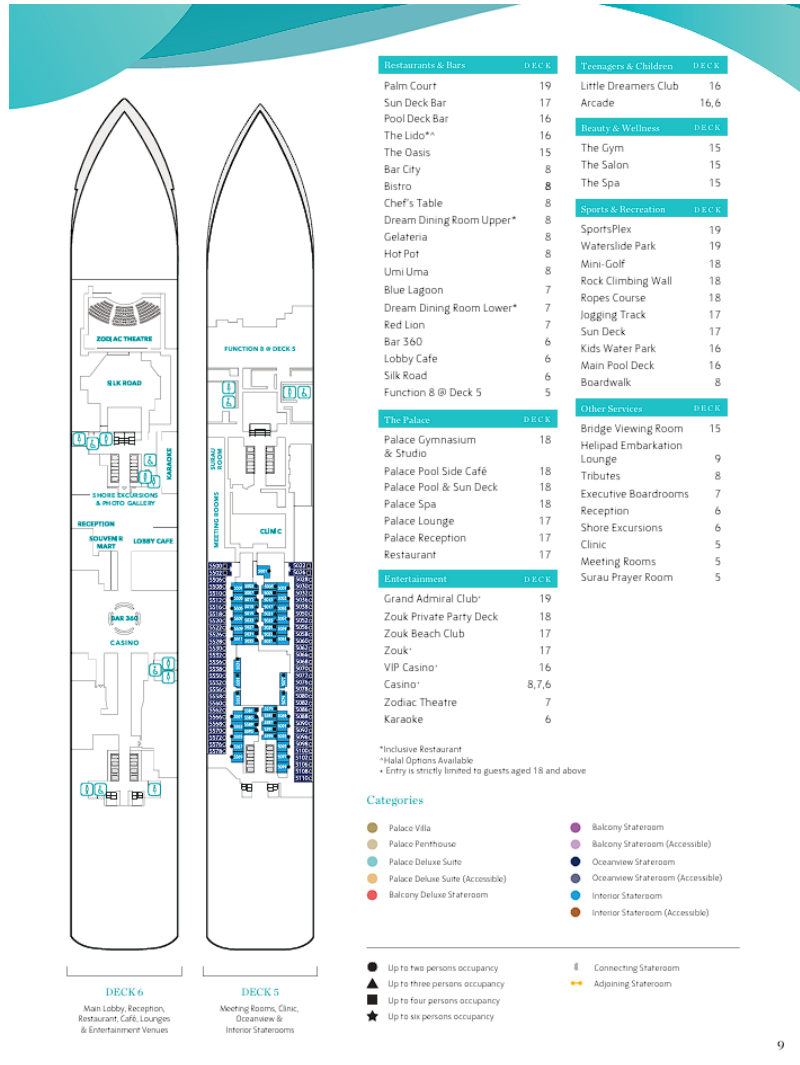 ZODIAC THEATRE
SILK ROAD
KARAOKE
SHORE EXCURSIONS
& PHOTO GALLERY
RECEPTION
SOUVENIR
MART
LOBBY CAFE
BAR 360
CASINO
DECK 6
Main Lobby, Reception,
Restaurant, Café, Lounges
& Entertainment Venues
FUNCTION 8 @ DECK 5
SURAU
ROOM
MEETING ROOMS
CLINIC
DECK 5
Meeting Rooms, Clinic,
Oceanview &
Interior Staterooms
Restaurants & Bars DECK
Palm Court 19
Sun Deck Bar 17
Pool Deck Bar 16
The Lido*^ 16
The Oasis 15
Bar City 8
Bistro 8
Chef's Table 8
Dream Dining Room Upper* 8
Gelateria 8
Hot Pot 8
Umi Uma 8
Blue Lagoon 7
Dream Dining Room Lower* 7
Red Lion 7
Bar 360 6
Lobby Cafe 6
Silk Road 6
Function 8 @ Deck 5 5
The Palace DECK
Palace Gymnasium 18
& Studio
Palace Pool Side Café 18
Palace Pool & Sun Deck 18
Palace Spa 18
Palace Lounge 17
Palace Reception 17
Restaurant 17
Entertainment DECK
Grand Admiral Club+ 19
Zouk Private Party Deck 18
Zouk Beach Club 17
Zouk+ 17
VIP Casino+ 16
Casino+ 8,7,6
Zodiac Theatre 7
Karaoke 6
*Inclusive Restaurant
^Halal Options Available
+ Entry is strictly limited to guests aged 18 and above
Teenagers & Children DECK
Little Dreamers Club 16
Arcade 16,6
Beauty & Wellness DECK
The Gym 15
The Salon 15
The Spa 15
Sports & Recreation DECK
SportsPlex 19
Waterslide Park 19
Mini-Golf 18
Rock Climbing Wall 18
Ropes Course 18
Jogging Track 17
Sun Deck 17
Kids Water Park 16
Main Pool Deck 16
Boardwalk 8
Other Services DECK
Bridge Viewing Room 15
Helipad Embarkation
Lounge 9
Tributes 8
Executive Boardrooms 7
Reception 6
Shore Excursions 6
Clinic 5
Meeting Rooms 5
Surau Prayer Room 5
Categories
Palace Villa
Palace Penthouse
Palace Deluxe Suite
Palace Deluxe Suite (Accessible)
Balcony Deluxe Stateroom
Balcony Stateroom
Balcony Stateroom (Accessible)
Oceanview Stateroom
Oceanview Stateroom (Accessible)
Interior Stateroom
Interior Stateroom (Accessible)
Up to two persons occupancy
Up to three persons occupancy
Up to four persons occupancy
Up to six persons occupancy
Connecting Stateroom
Adjoining Stateroom
9